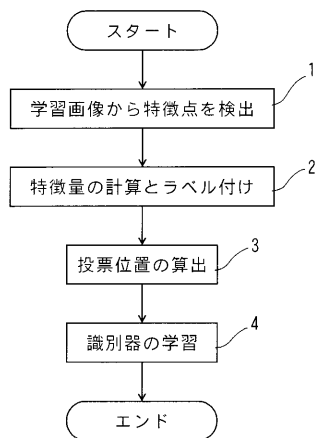 スタート
1
学習画像から特徴点を検出
2
特徴量の計算とラベル付け
3
投票位置の算出
4
識別器の学習
エンド